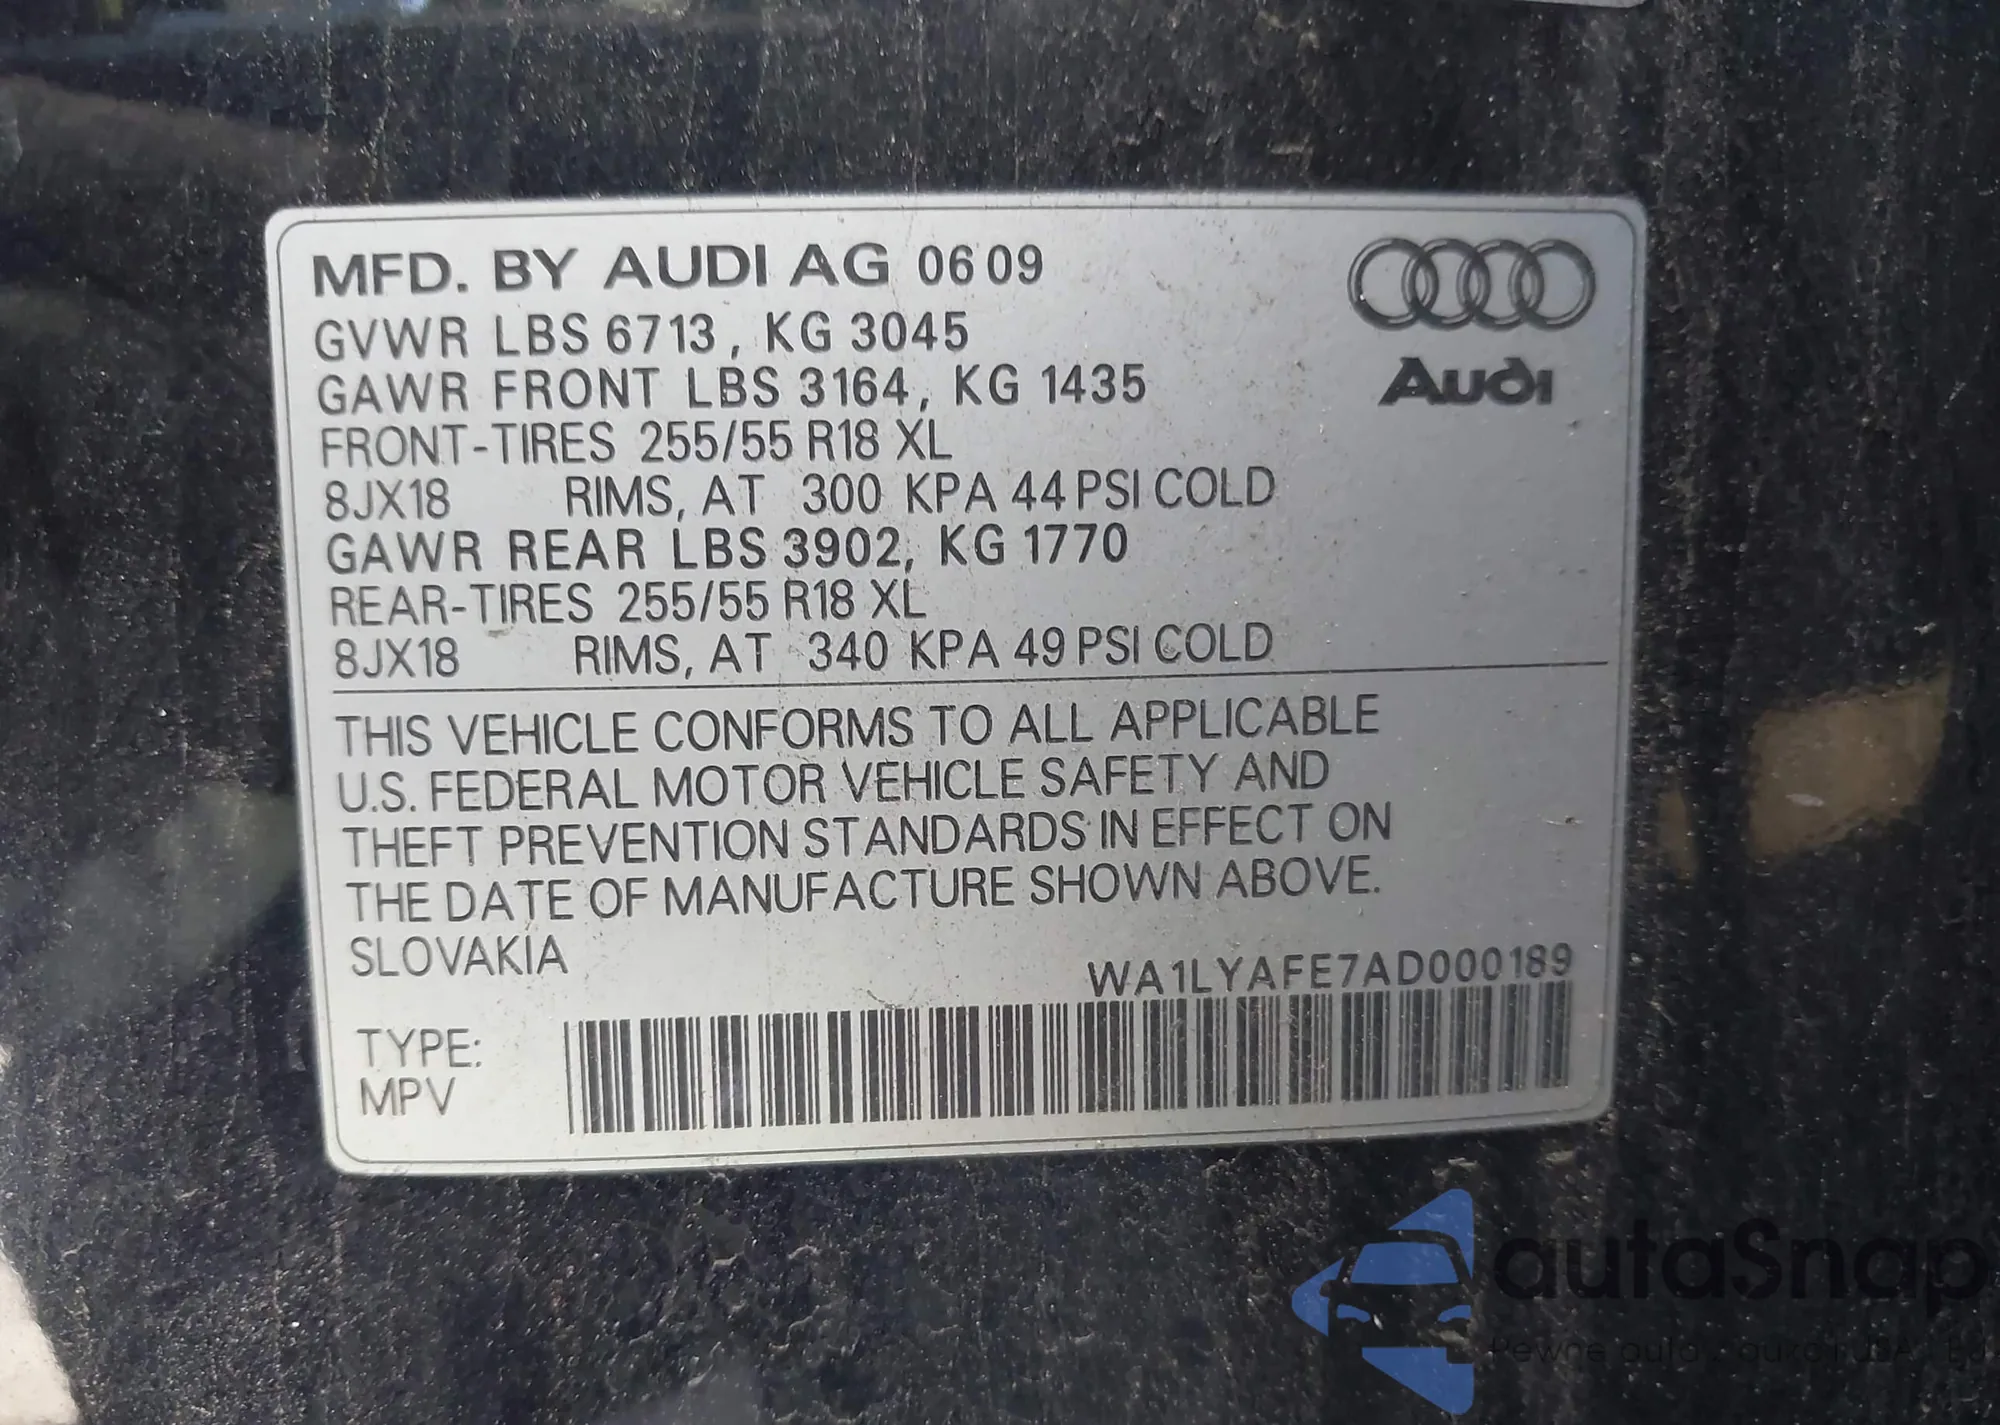 MFD. BY AUDI AG 06 09
GVWR LBS 6713, KG 3045
GAWR FRONT LBS 3164, KG 1435
FRONT-TIRES 255/55 R18 XL
8JX18 RIMS, AT 300 KPA 44 PSI COLD
GAWR REAR LBS 3902, KG 1770
REAR-TIRES 255/55 R18 XL
8JX18 RIMS, AT 340 KPA 49 PSI COLD
Audi
THIS VEHICLE CONFORMS TO ALL APPLICABLE
U.S. FEDERAL MOTOR VEHICLE SAFETY AND
THEFT PREVENTION STANDARDS IN EFFECT ON
THE DATE OF MANUFACTURE SHOWN ABOVE.
SLOVAKIA
WA1LYAFE7AD000189
TYPE:
MPV
autaSnap
Pewne auto